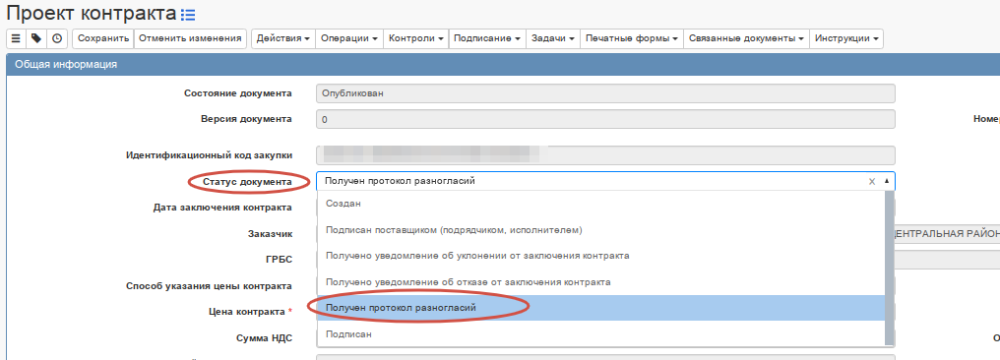 Проект контракта
Сохранить Отменить изменения Действия Операции Контроли Подписание Задачи Печатные формы Связанные документы Инструкции
Общая информация
Состояние документа Опубликован
Версия документа 0 Номе
Идентификационный код закупки
Статус документа Получен протокол разногласий x
Создан
Дата заключения контракта
Подписан поставщиком (подрядчиком, исполнителем)
Заказчик ЕНТРАЛЬНАЯ РАЙОН
Получено уведомление об уклонении от заключения контракта
ГРБС
Получено уведомление об отказе от заключения контракта
Способ указания цены контракта
Получен протокол разногласий
Цена контракта *
Подписан
Сумма НДС О